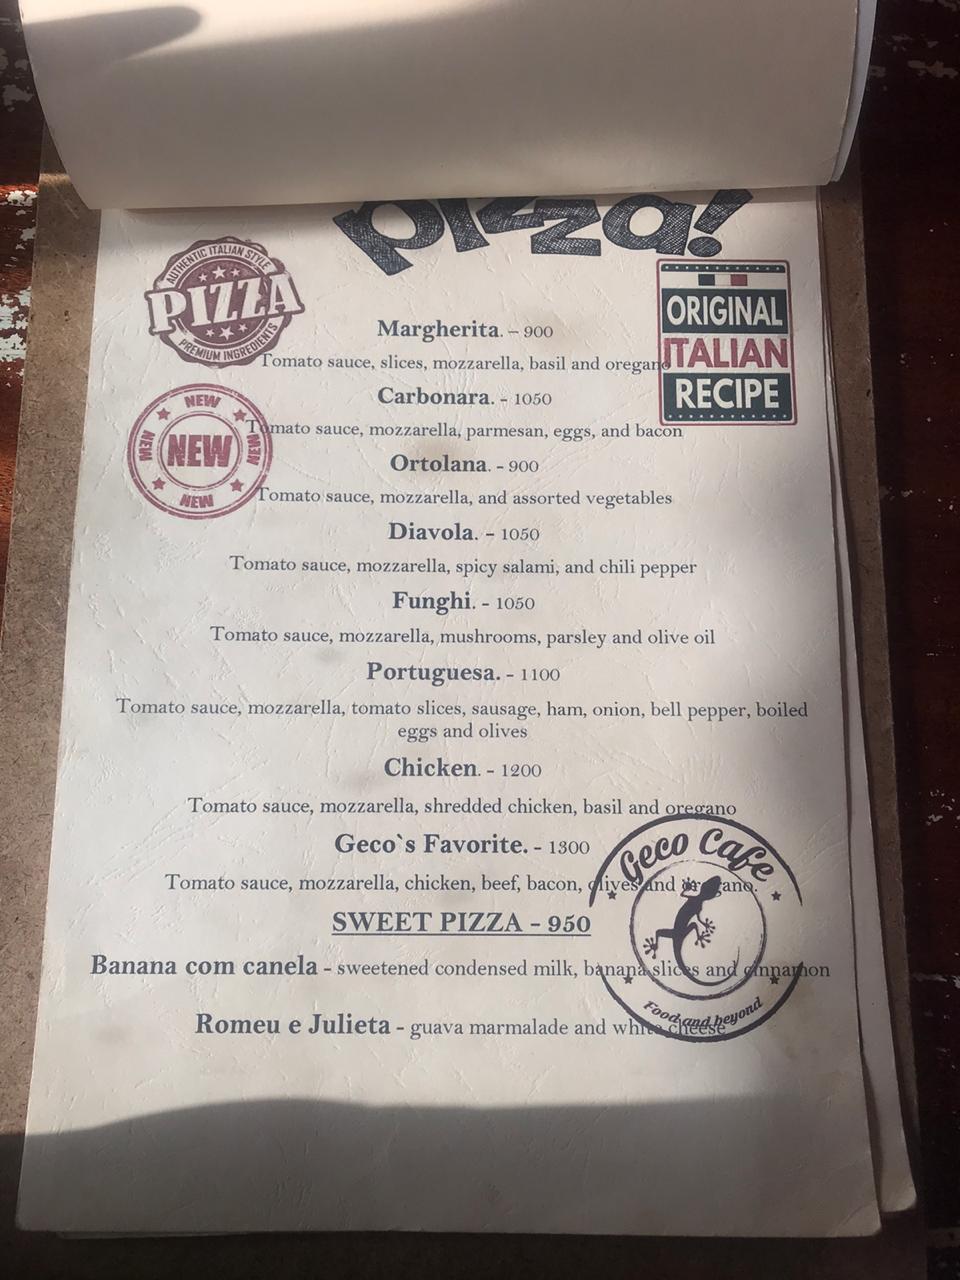 pizza!
AUTHENTIC ITALIAN STYLE
PIZZA
PREMIUM INGREDIENTS
ORIGINAL
ITALIAN
RECIPE
NEW
NEW NEW NEW
NEW
Margherita. – 900
Tomato sauce, slices, mozzarella, basil and oregano
Carbonara. - 1050
Tomato sauce, mozzarella, parmesan, eggs, and bacon
Ortolana. - 900
Tomato sauce, mozzarella, and assorted vegetables
Diavola. – 1050
Tomato sauce, mozzarella, spicy salami, and chili pepper
Funghi. - 1050
Tomato sauce, mozzarella, mushrooms, parsley and olive oil
Portuguesa. - 1100
Tomato sauce, mozzarella, tomato slices, sausage, ham, onion, bell pepper, boiled
eggs and olives
Chicken. - 1200
Tomato sauce, mozzarella, shredded chicken, basil and oregano
Geco`s Favorite. - 1300
Tomato sauce, mozzarella, chicken, beef, bacon, olives and oregano.
SWEET PIZZA - 950
Banana com canela - sweetened condensed milk, banana slices and cinnamon
Romeu e Julieta - guava marmalade and white cheese
Geco Cafe
Food and beyond